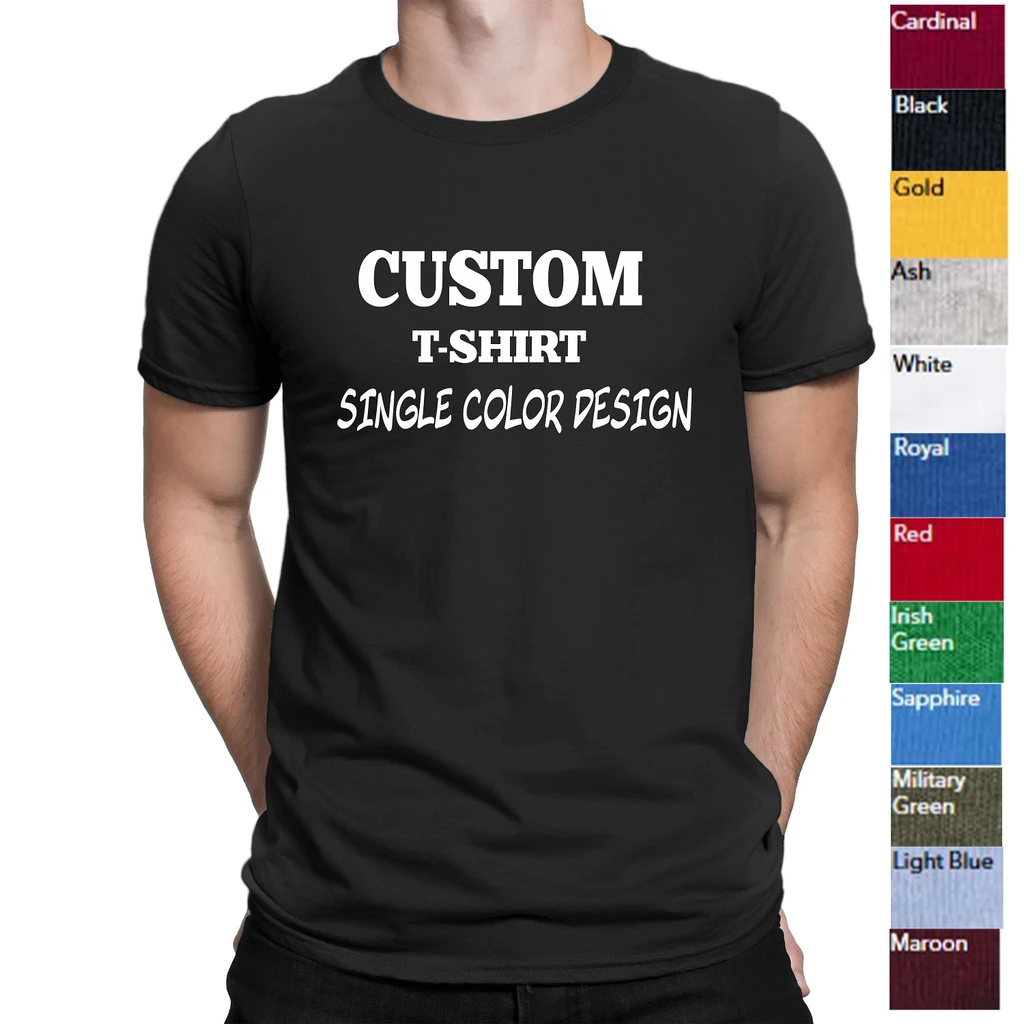 CUSTOM
T-SHIRT
SINGLE COLOR DESIGN
Cardinal
Black
Gold
Ash
White
Royal
Red
Irish
Green
Sapphire
Military
Green
Light Blue
Maroon